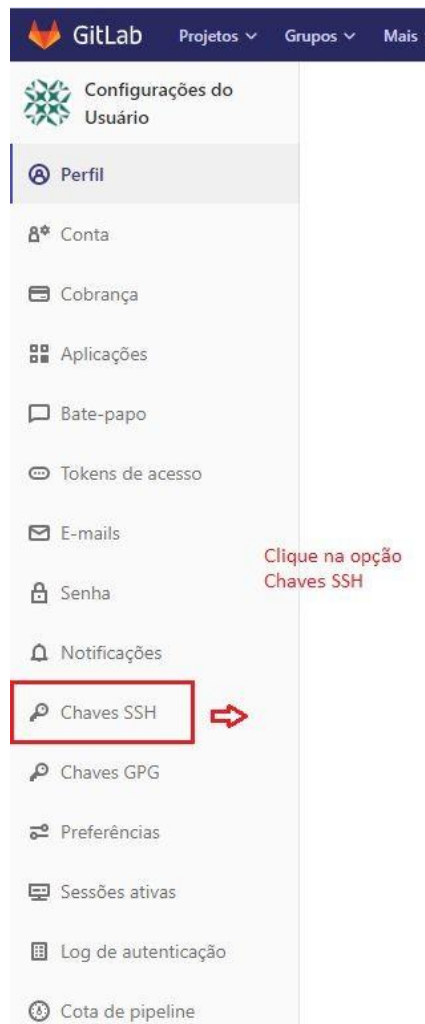 GitLab Projetos Grupos Mais
Configurações do
Usuário
Perfil
Conta
Cobrança
Aplicações
Bate-papo
Tokens de acesso
E-mails
Clique na opção
Chaves SSH
Senha
Notificações
Chaves SSH
Chaves GPG
Preferências
Sessões ativas
Log de autenticação
Cota de pipeline